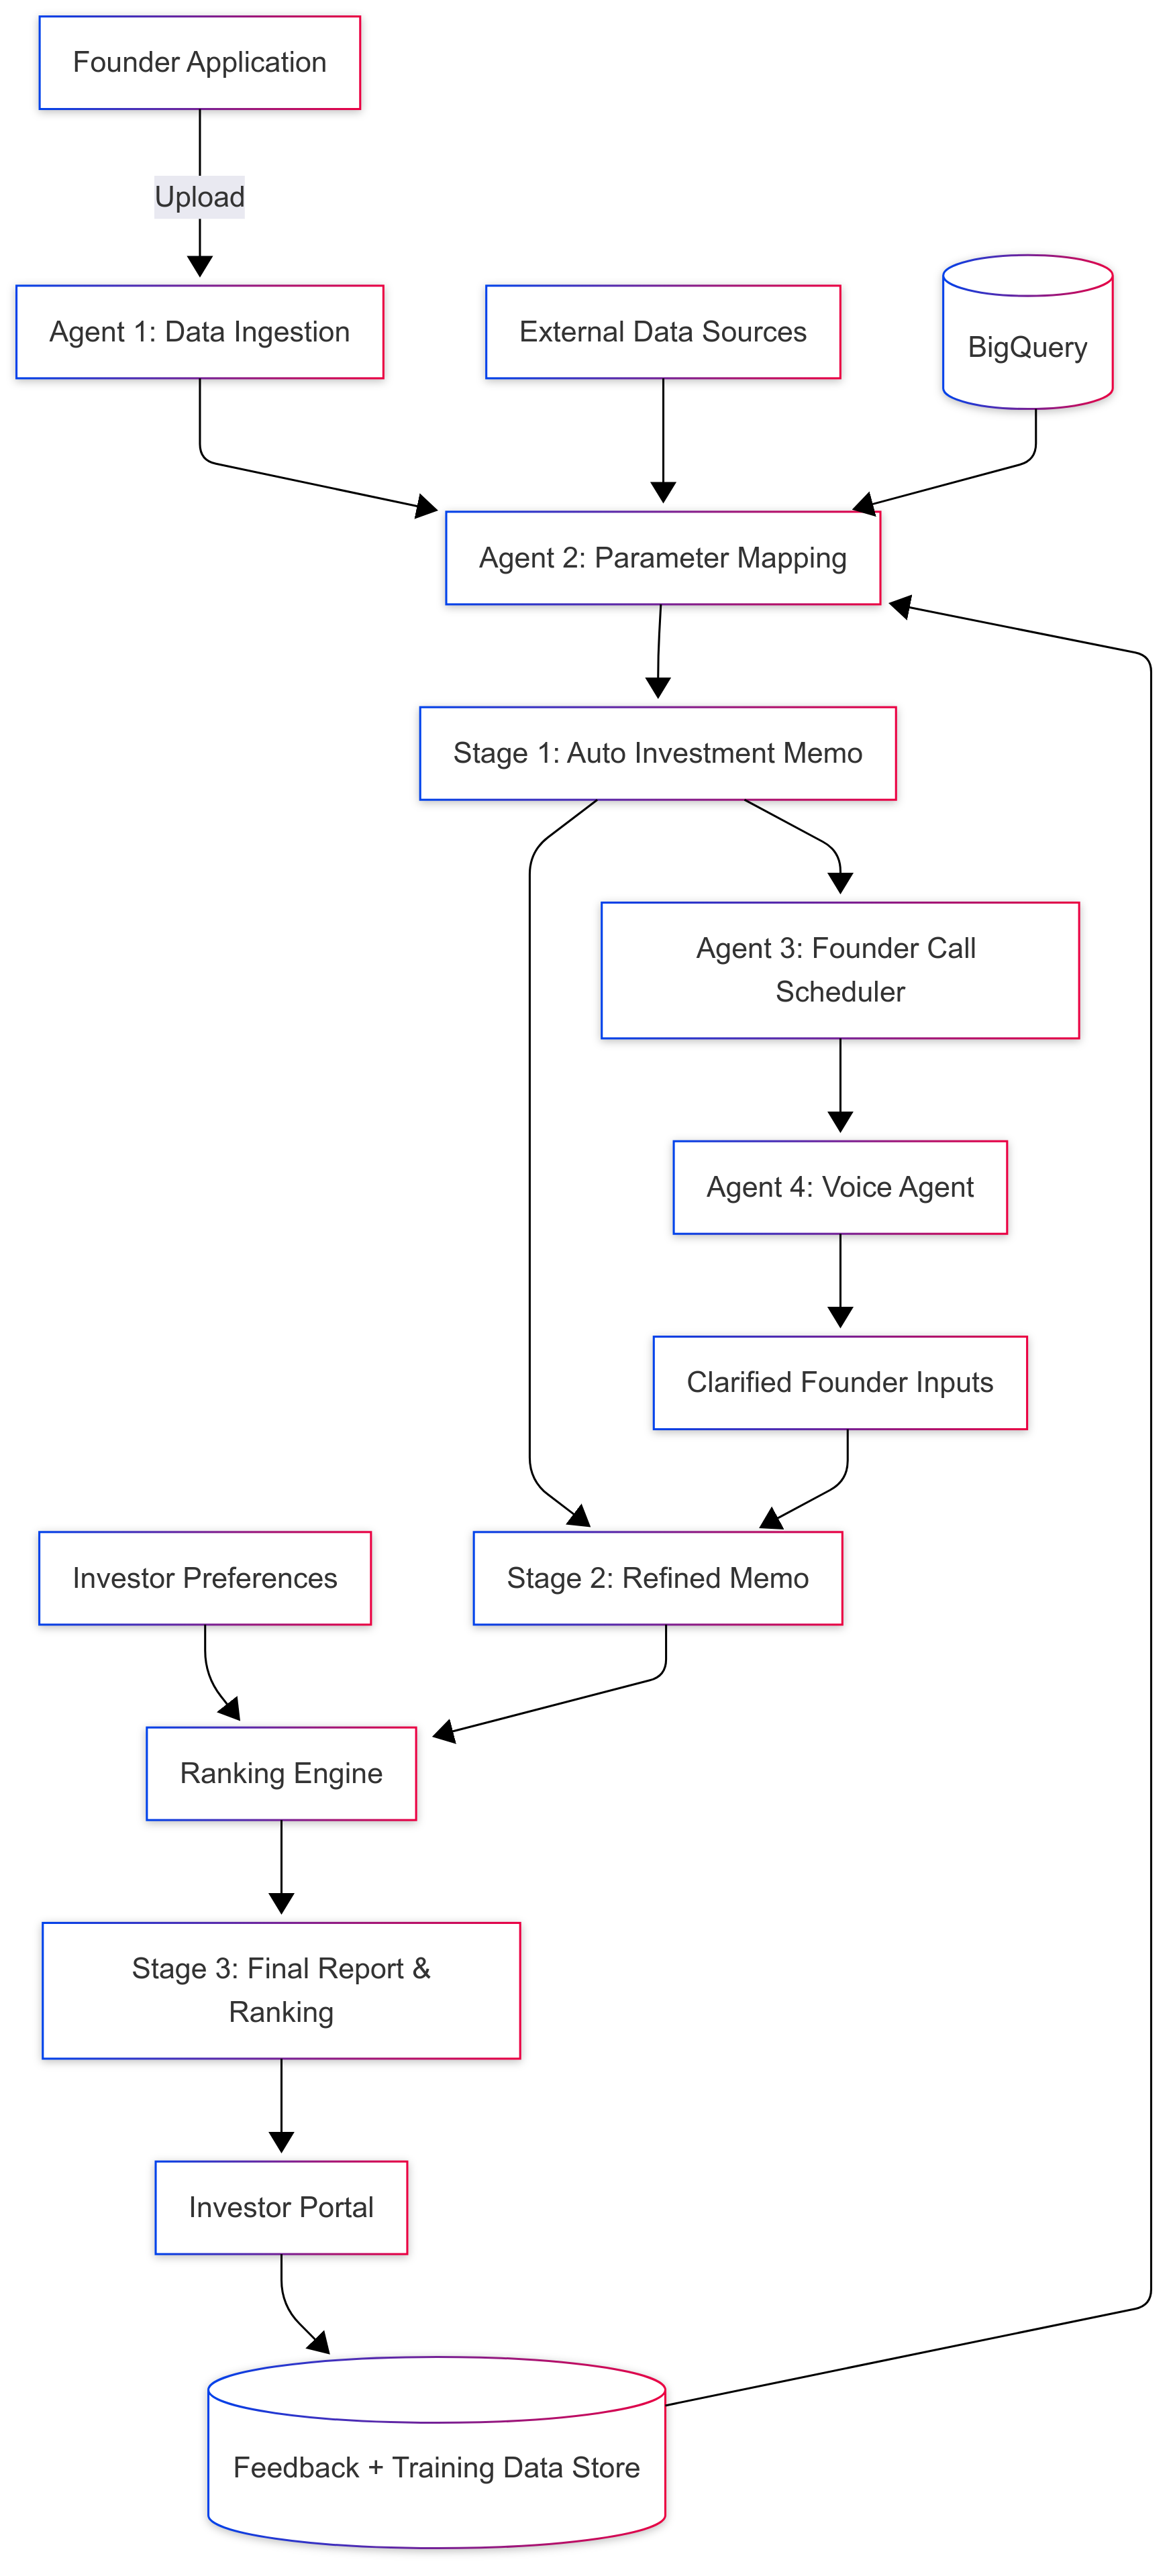 Founder Application
Upload
Agent 1: Data Ingestion
External Data Sources
BigQuery
Agent 2: Parameter Mapping
Stage 1: Auto Investment Memo
Agent 3: Founder Call
Scheduler
Agent 4: Voice Agent
Clarified Founder Inputs
Investor Preferences
Stage 2: Refined Memo
Ranking Engine
Stage 3: Final Report &
Ranking
Investor Portal
Feedback + Training Data Store